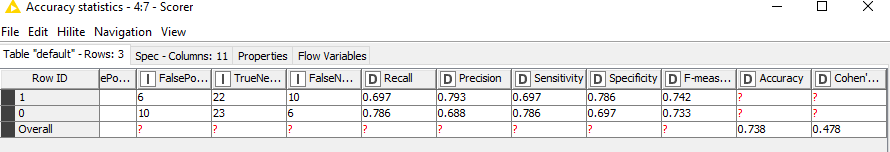 Accuracy statistics - 4:7 - Scorer
File Edit Hilite Navigation View
Table "default" - Rows: 3 Spec - Columns: 11 Properties Flow Variables
Row ID ePo... I FalsePo... I TrueNe... I FalseN... D Recall D Precision D Sensitivity D Specificity D F-meas... D Accuracy D Cohen'...
1 6 22 10 0.697 0.793 0.697 0.786 0.742 ? ?
0 10 23 6 0.786 0.688 0.786 0.697 0.733 ? ?
Overall ? ? ? ? ? ? ? ? ? 0.738 0.478